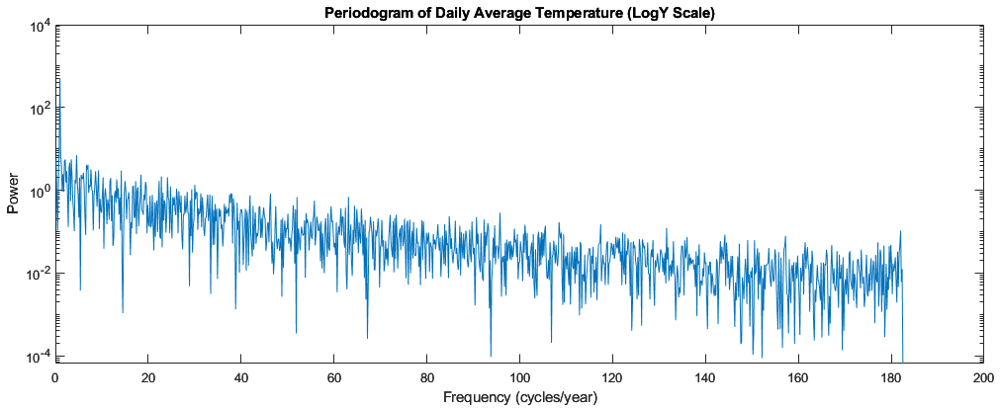 Periodogram of Daily Average Temperature (LogY Scale)
Power
10^4
10^2
10^0
10^-2
10^-4
0 20 40 60 80 100 120 140 160 180 200
Frequency (cycles/year)